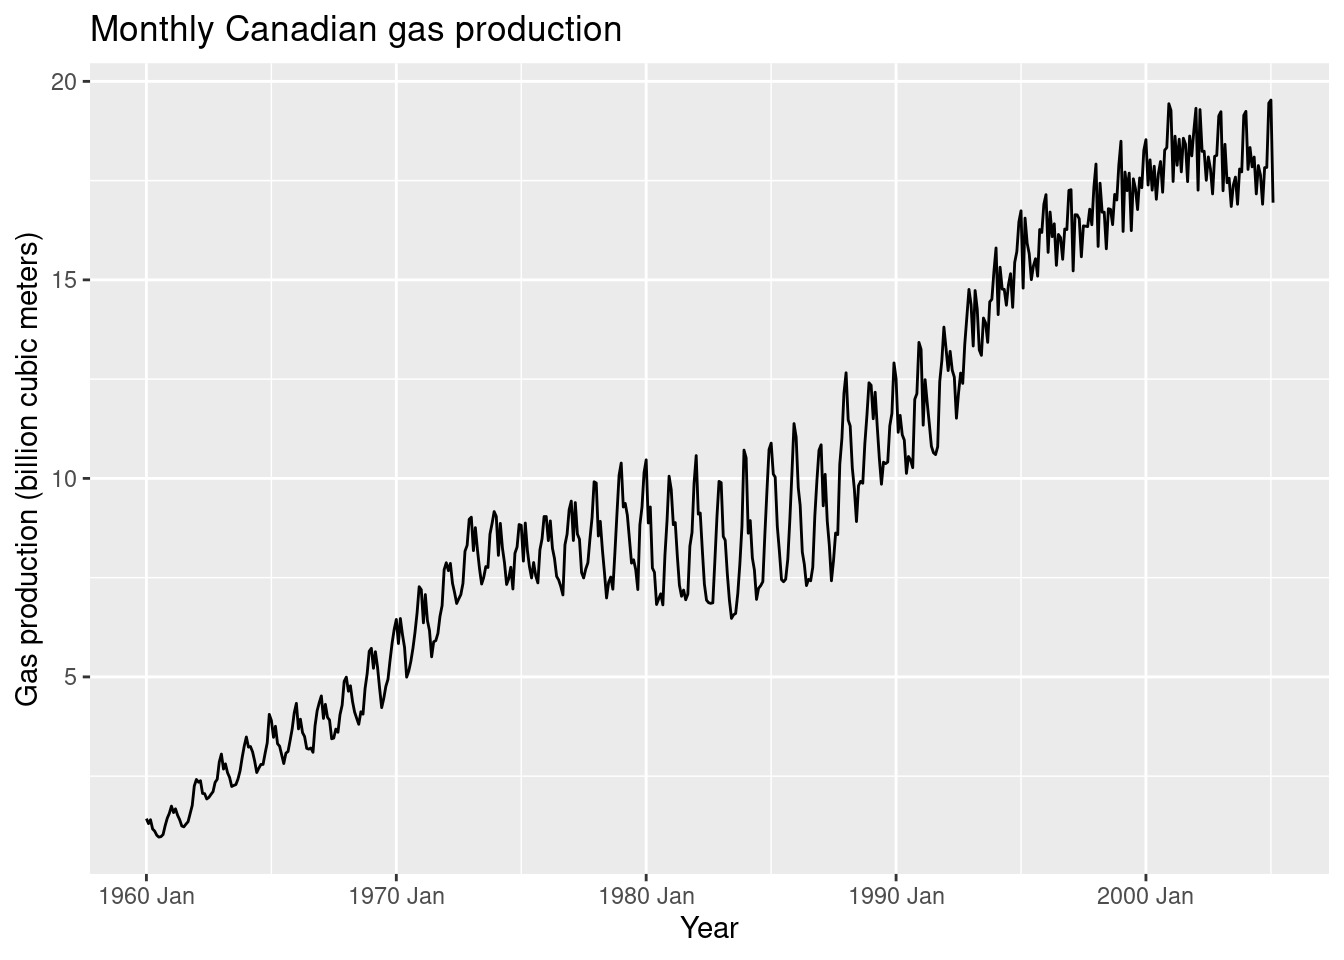 Monthly Canadian gas production
Gas production (billion cubic meters)
20
15
10
5
1960 Jan
1970 Jan
1980 Jan
1990 Jan
2000 Jan
Year